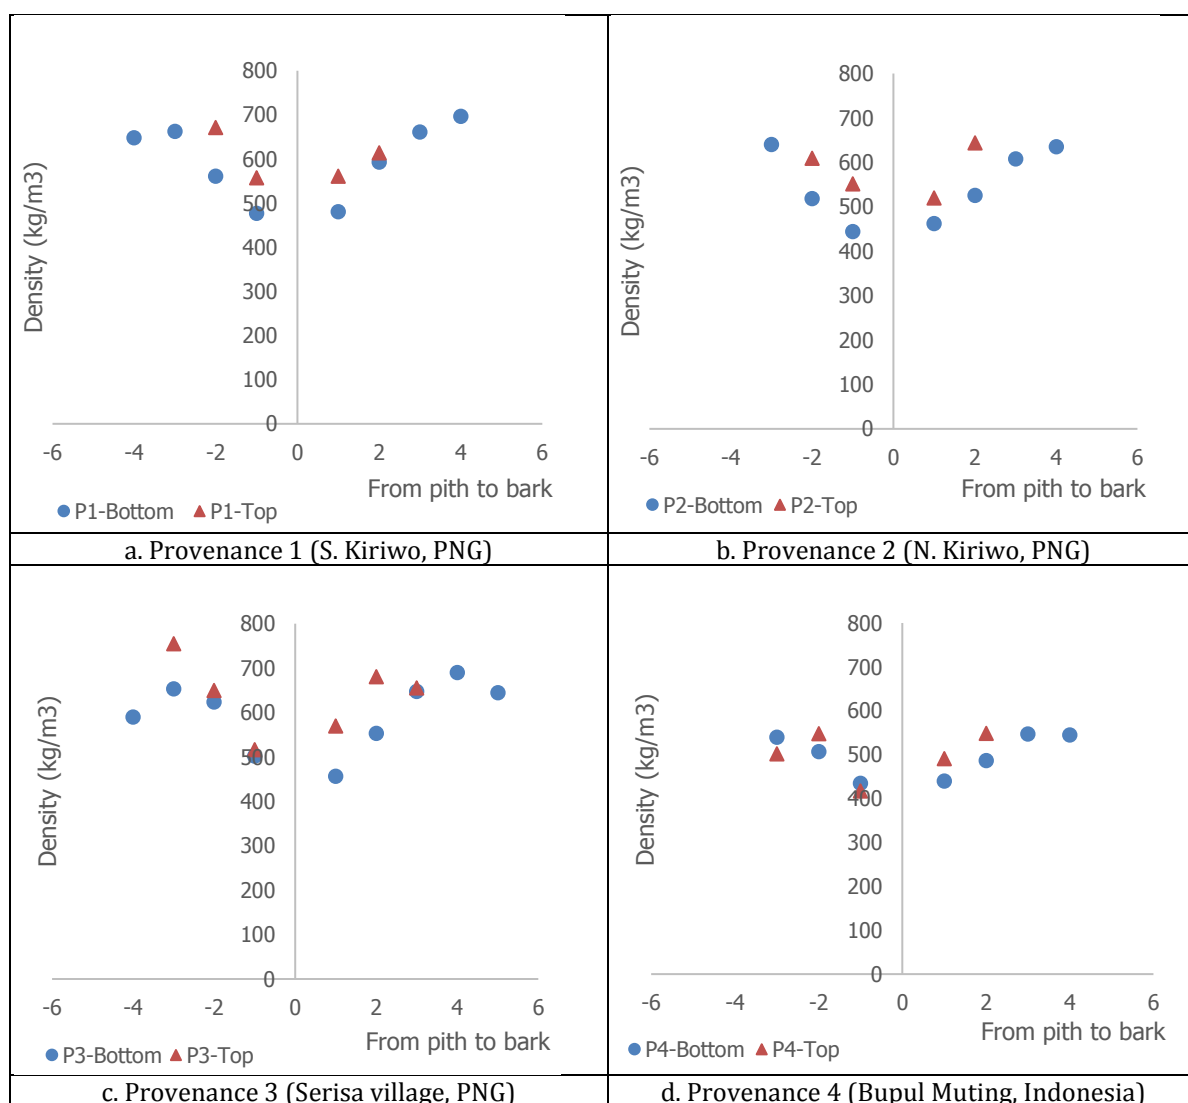 800
700
600
500
400
300
200
100
0
-6 -4 -2 0 2 4 6
Density (kg/m3)
From pith to bark
P1-Bottom P1-Top
a. Provenance 1 (S. Kiriwo, PNG)
800
700
600
500
400
300
200
100
0
-6 -4 -2 0 2 4 6
Density (kg/m3)
From pith to bark
P2-Bottom P2-Top
b. Provenance 2 (N. Kiriwo, PNG)
800
700
600
500
400
300
200
100
0
-6 -4 -2 0 2 4 6
Density (kg/m3)
From pith to bark
P3-Bottom P3-Top
c. Provenance 3 (Serisa village, PNG)
800
700
600
500
400
300
200
100
0
-6 -4 -2 0 2 4 6
Density (kg/m3)
From pith to bark
P4-Bottom P4-Top
d. Provenance 4 (Bupul Muting, Indonesia)